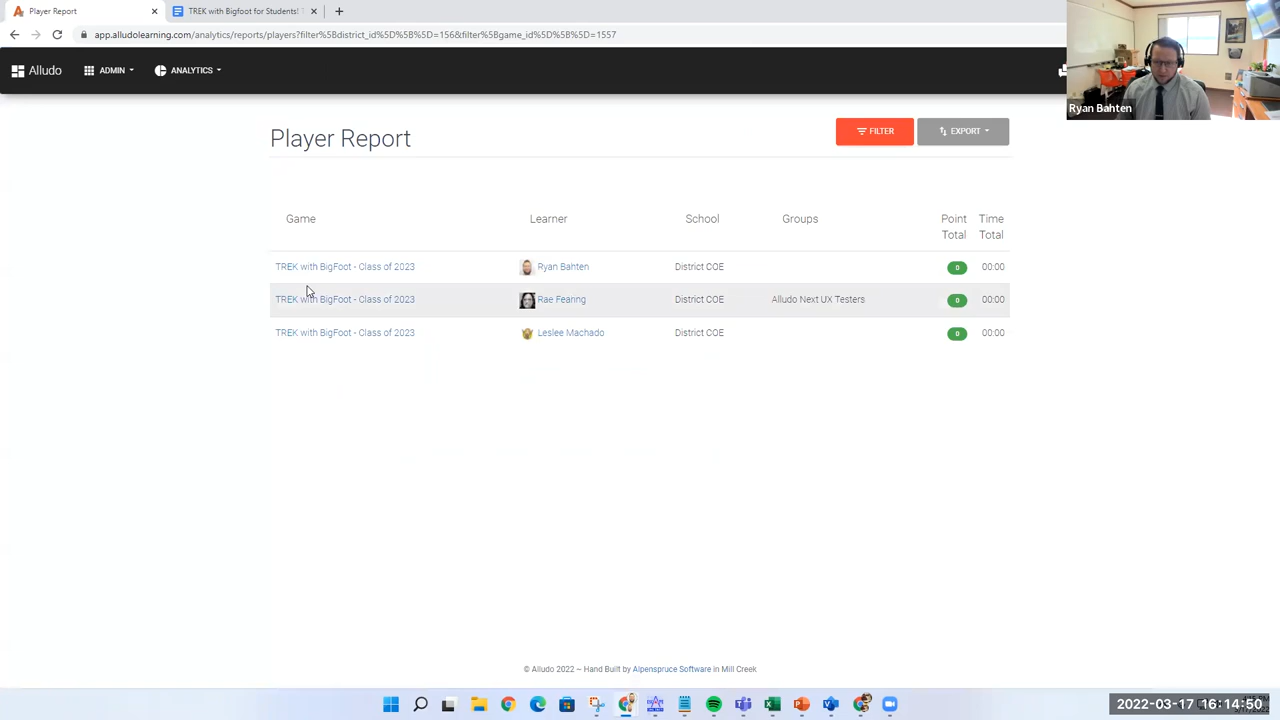 Player Report
TREK with Bigfoot for Students! T
app.alludolearning.com/analytics/reports/players?filter%5Bdistrict_id%5D%5B%5D=156&filter%5Bgame_id%5D%5B%5D=1557
Alludo
ADMIN
ANALYTICS
Ryan Bahten
Player Report
FILTER
EXPORT
Game Learner School Groups Point Total Time Total
TREK with BigFoot - Class of 2023 Ryan Bahten District COE 0 00:00
TREK with BigFoot - Class of 2023 Rae Fearing District COE Alludo Next UX Testers 0 00:00
TREK with BigFoot - Class of 2023 Leslee Machado District COE 0 00:00
© Alludo 2022 ~ Hand Built by Alpenspruce Software in Mill Creek
2022-03-17 16:14:50